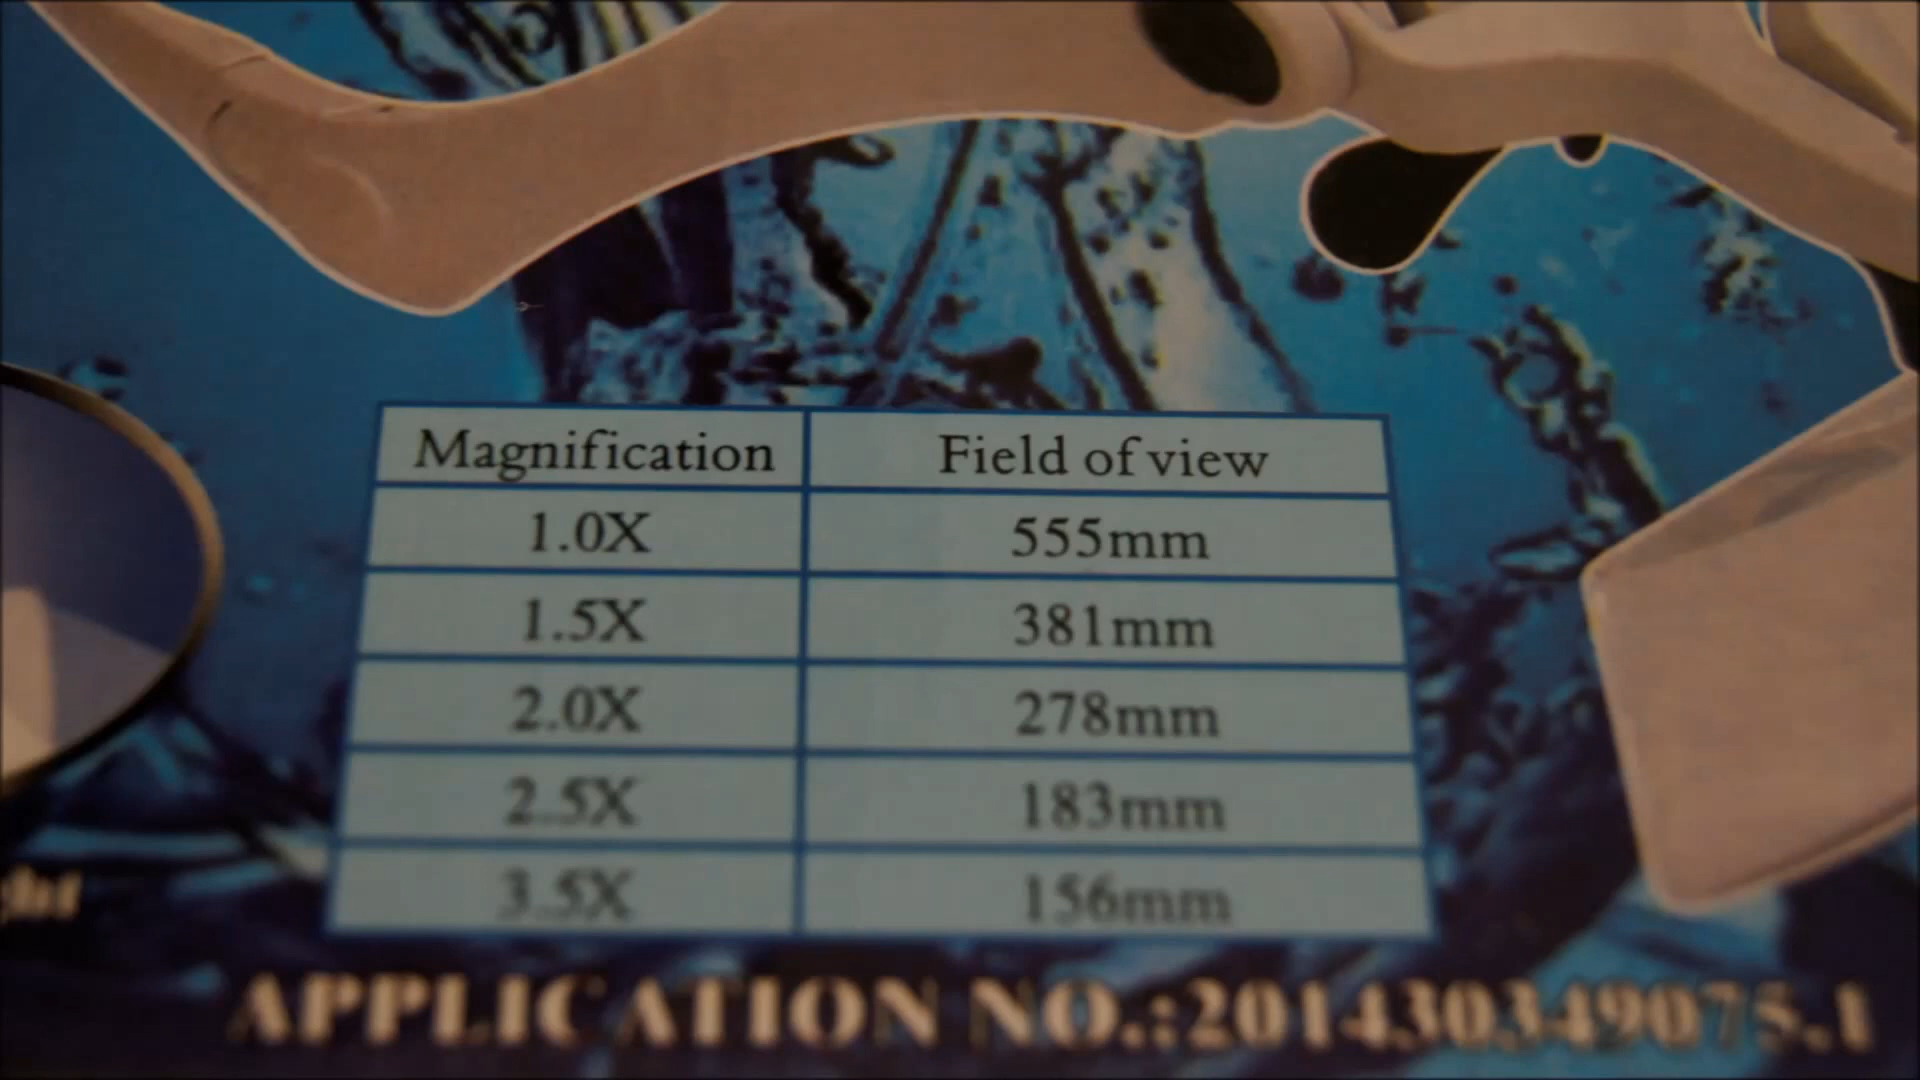 Magnification Field of view
1.0X 555mm
1.5X 381mm
2.0X 278mm
2.5X 183mm
3.5X 156mm
APPLICATION NO.:201430349075.1